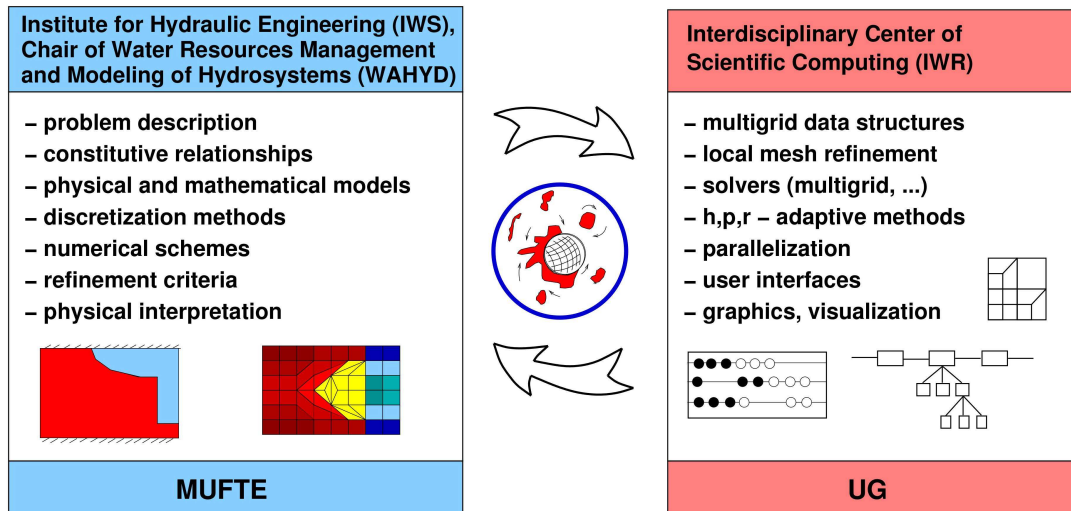 Institute for Hydraulic Engineering (IWS),
Chair of Water Resources Management
and Modeling of Hydrosystems (WAHYD)
– problem description
– constitutive relationships
– physical and mathematical models
– discretization methods
– numerical schemes
– refinement criteria
– physical interpretation
MUFTE
Interdisciplinary Center of
Scientific Computing (IWR)
– multigrid data structures
– local mesh refinement
– solvers (multigrid, ...)
– h,p,r – adaptive methods
– parallelization
– user interfaces
– graphics, visualization
UG